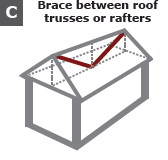 C
Brace between roof
trusses or rafters